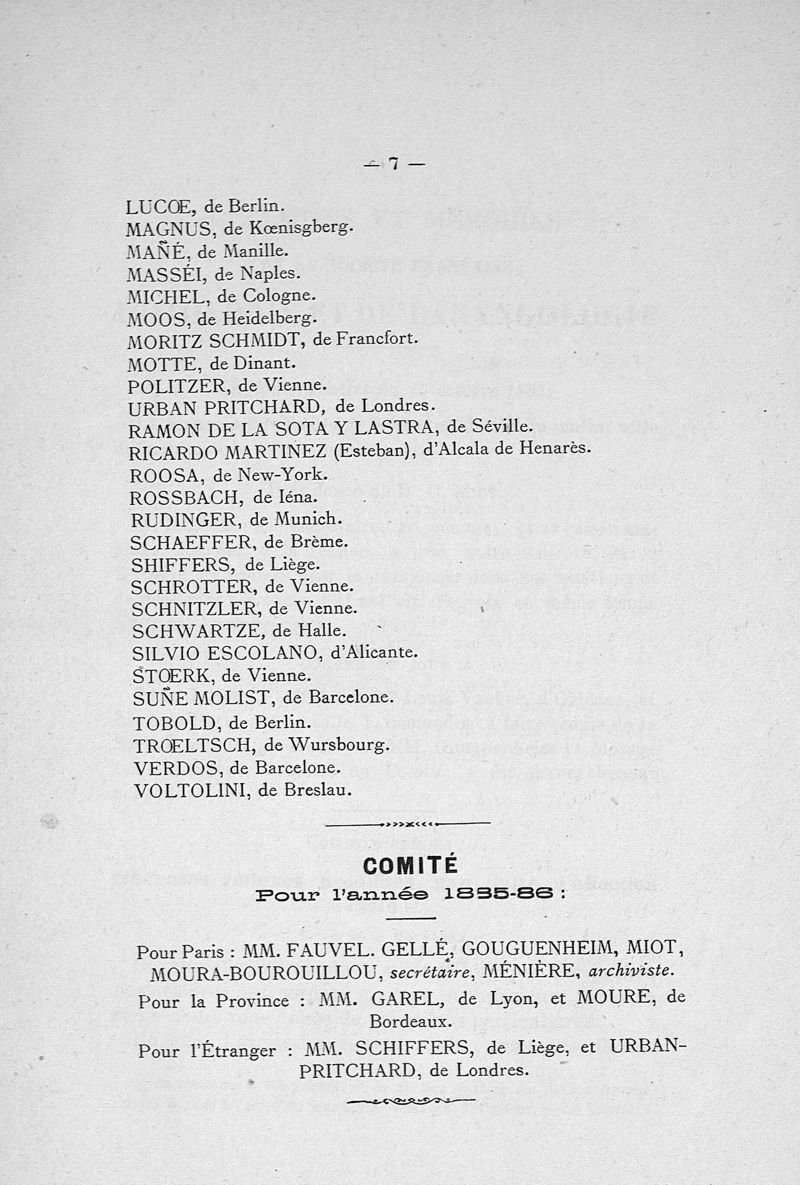 — 7 —
LUCŒ, de Berlin.
MAGNUS, de Kœnisgberg.
MAÑÉ, de Manille.
MASSÉI, de Naples.
MICHEL, de Cologne.
MOOS, de Heidelberg.
MORITZ SCHMIDT, de Francfort.
MOTTE, de Dinant.
POLITZER, de Vienne.
URBAN PRITCHARD, de Londres.
RAMON DE LA SOTA Y LASTRA, de Séville.
RICARDO MARTINEZ (Esteban), d'Alcala de Henarès.
ROOSA, de New-York.
ROSSBACH, de Iéna.
RUDINGER, de Munich.
SCHAEFFER, de Brème.
SHIFFERS, de Liège.
SCHROTTER, de Vienne.
SCHNITZLER, de Vienne.
SCHWARTZE, de Halle.
SILVIO ESCOLANO, d'Alicante.
STŒRK, de Vienne.
SUÑE MOLIST, de Barcelone.
TOBOLD, de Berlin.
TRŒLTSCH, de Wursbourg.
VERDOS, de Barcelone.
VOLTOLINI, de Breslau.
COMITÉ
Pour l'année 1885-86 :
Pour Paris : MM. FAUVEL. GELLÉ, GOUGUENHEIM, MIOT,
MOURA-BOUROUILLOU, secrétaire, MÉNIÈRE, archiviste.
Pour la Province : MM. GAREL, de Lyon, et MOURE, de
Bordeaux.
Pour l'Étranger : MM. SCHIFFERS, de Liège, et URBAN-
PRITCHARD, de Londres.